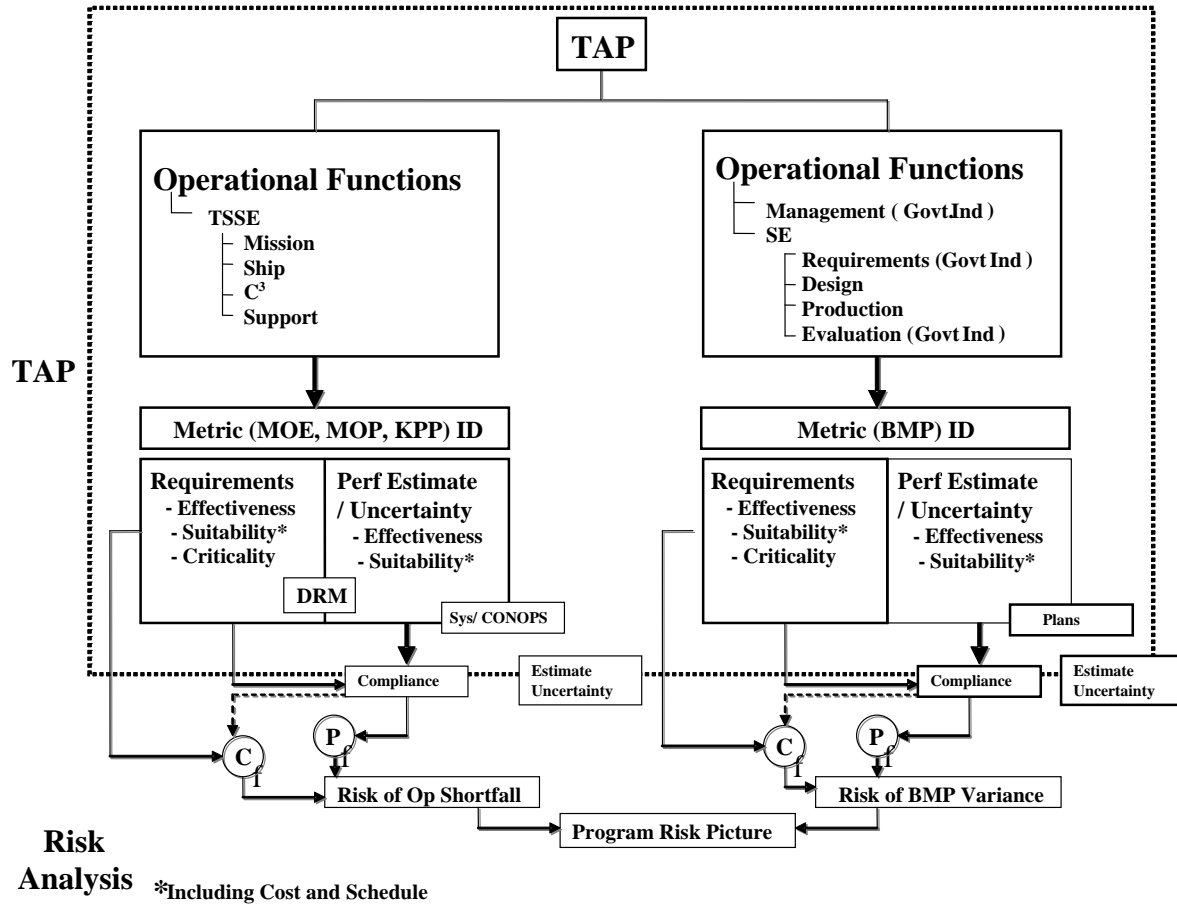 TAP
Operational Functions
TSSE
Mission
Ship
C³
Support
Operational Functions
Management ( Govt.Ind )
SE
Requirements (Govt Ind )
Design
Production
Evaluation (Govt Ind )
TAP
Metric (MOE, MOP, KPP) ID
Metric (BMP) ID
Requirements
- Effectiveness
- Suitability*
- Criticality
DRM
Perf Estimate
/ Uncertainty
- Effectiveness
- Suitability*
Sys/ CONOPS
Requirements
- Effectiveness
- Suitability*
- Criticality
Perf Estimate
/ Uncertainty
- Effectiveness
- Suitability*
Plans
Compliance
Estimate
Uncertainty
Compliance
Estimate
Uncertainty
C f
P f
C f
P f
Risk of Op Shortfall
Risk of BMP Variance
Program Risk Picture
Risk
Analysis
*Including Cost and Schedule